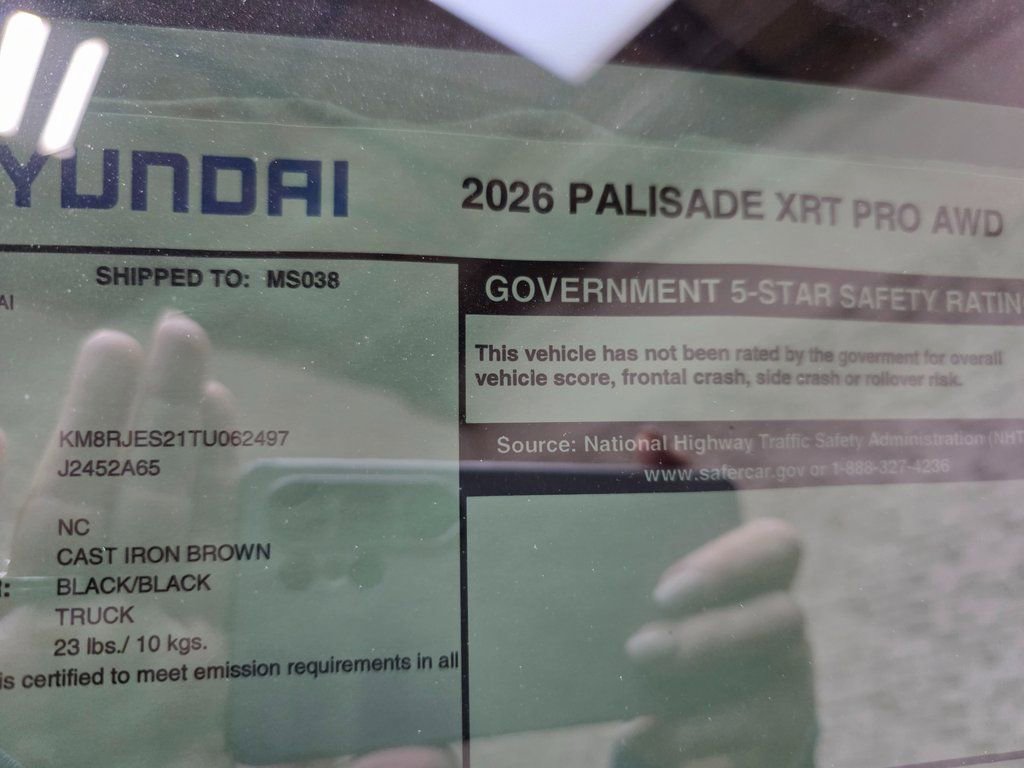 YUNDAI
2026 PALISADE XRT PRO AWD
SHIPPED TO: MS038
AI
GOVERNMENT 5-STAR SAFETY RATIN
This vehicle has not been rated by the goverment for overall
vehicle score, frontal crash, side crash or rollover risk.
KM8RJES21TU062497
J2452A65
Source: National Highway Traffic Safety Administration (NHT
www.safercar.gov or 1-888-327-4236
NC
CAST IRON BROWN
: BLACK/BLACK
TRUCK
23 lbs./ 10 kgs.
is certified to meet emission requirements in all